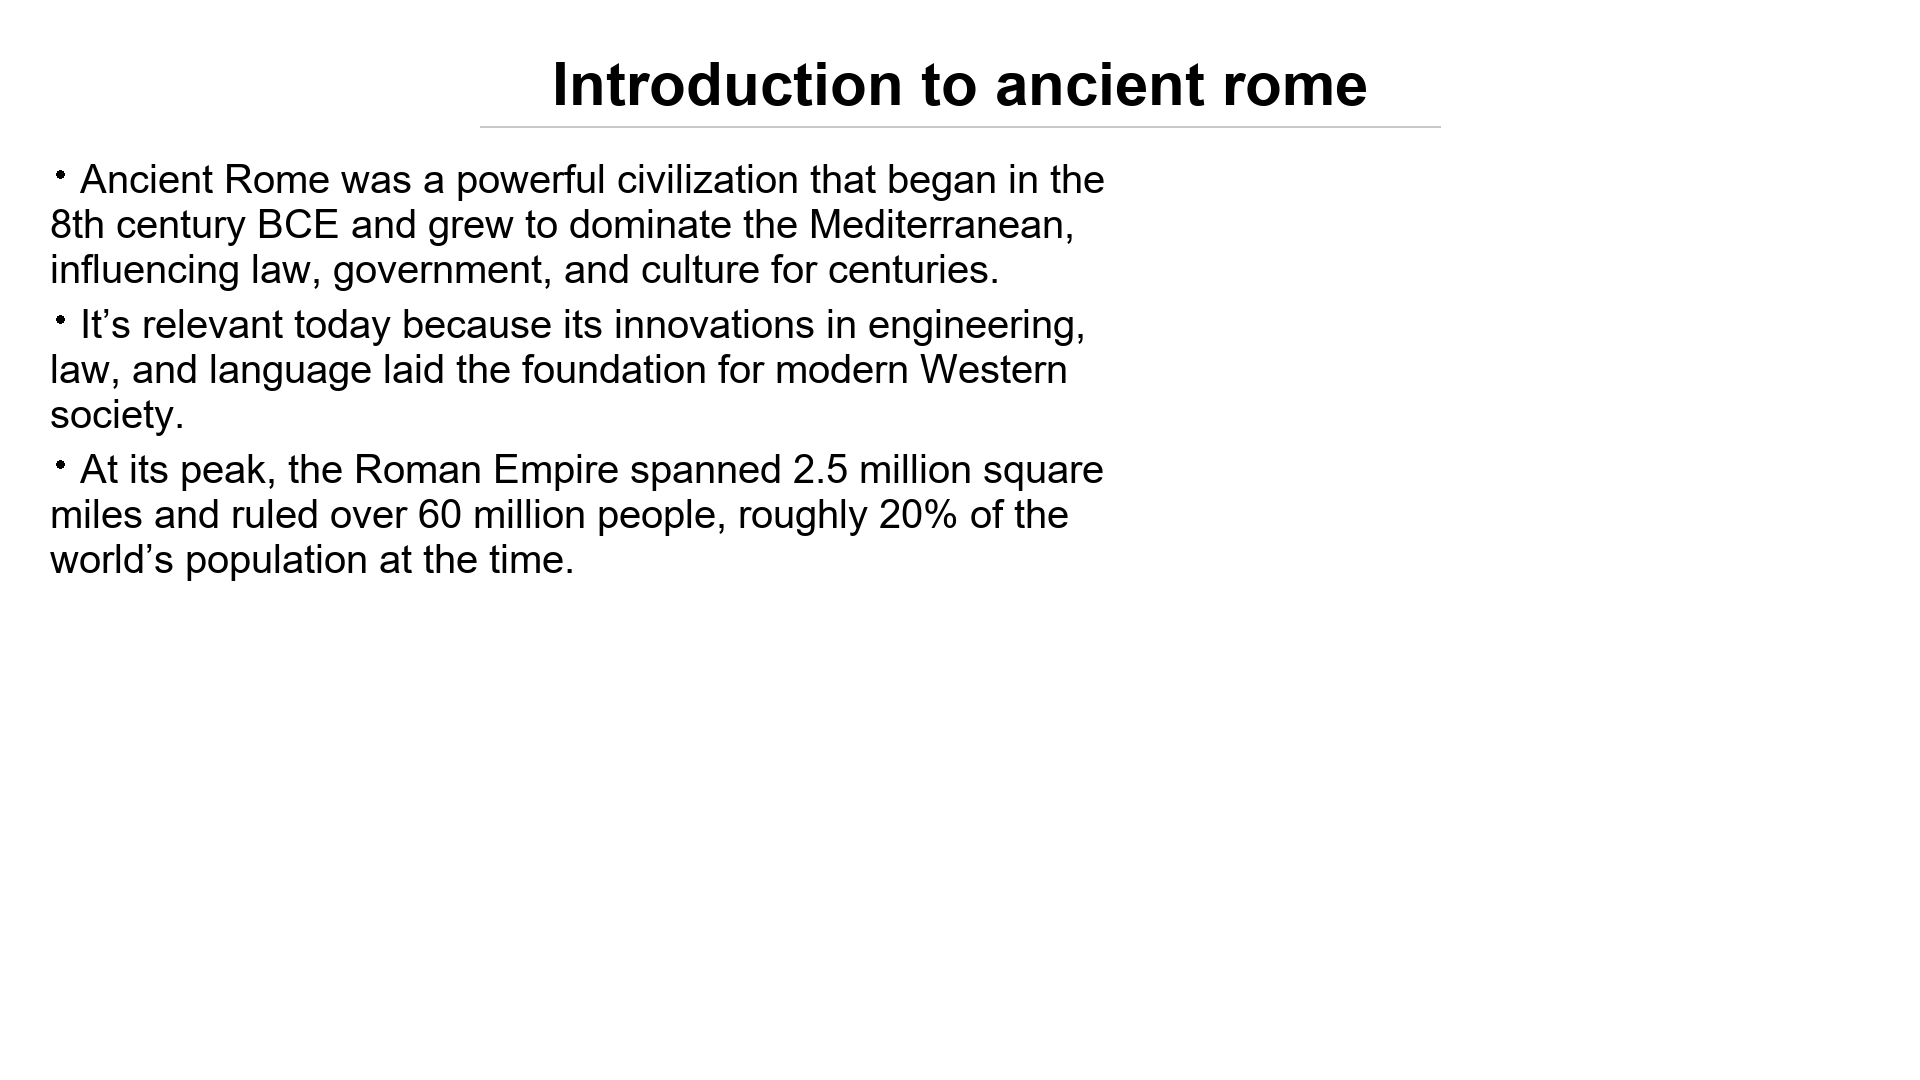 Introduction to ancient rome
• Ancient Rome was a powerful civilization that began in the
8th century BCE and grew to dominate the Mediterranean,
influencing law, government, and culture for centuries.
• It’s relevant today because its innovations in engineering,
law, and language laid the foundation for modern Western
society.
• At its peak, the Roman Empire spanned 2.5 million square
miles and ruled over 60 million people, roughly 20% of the
world’s population at the time.